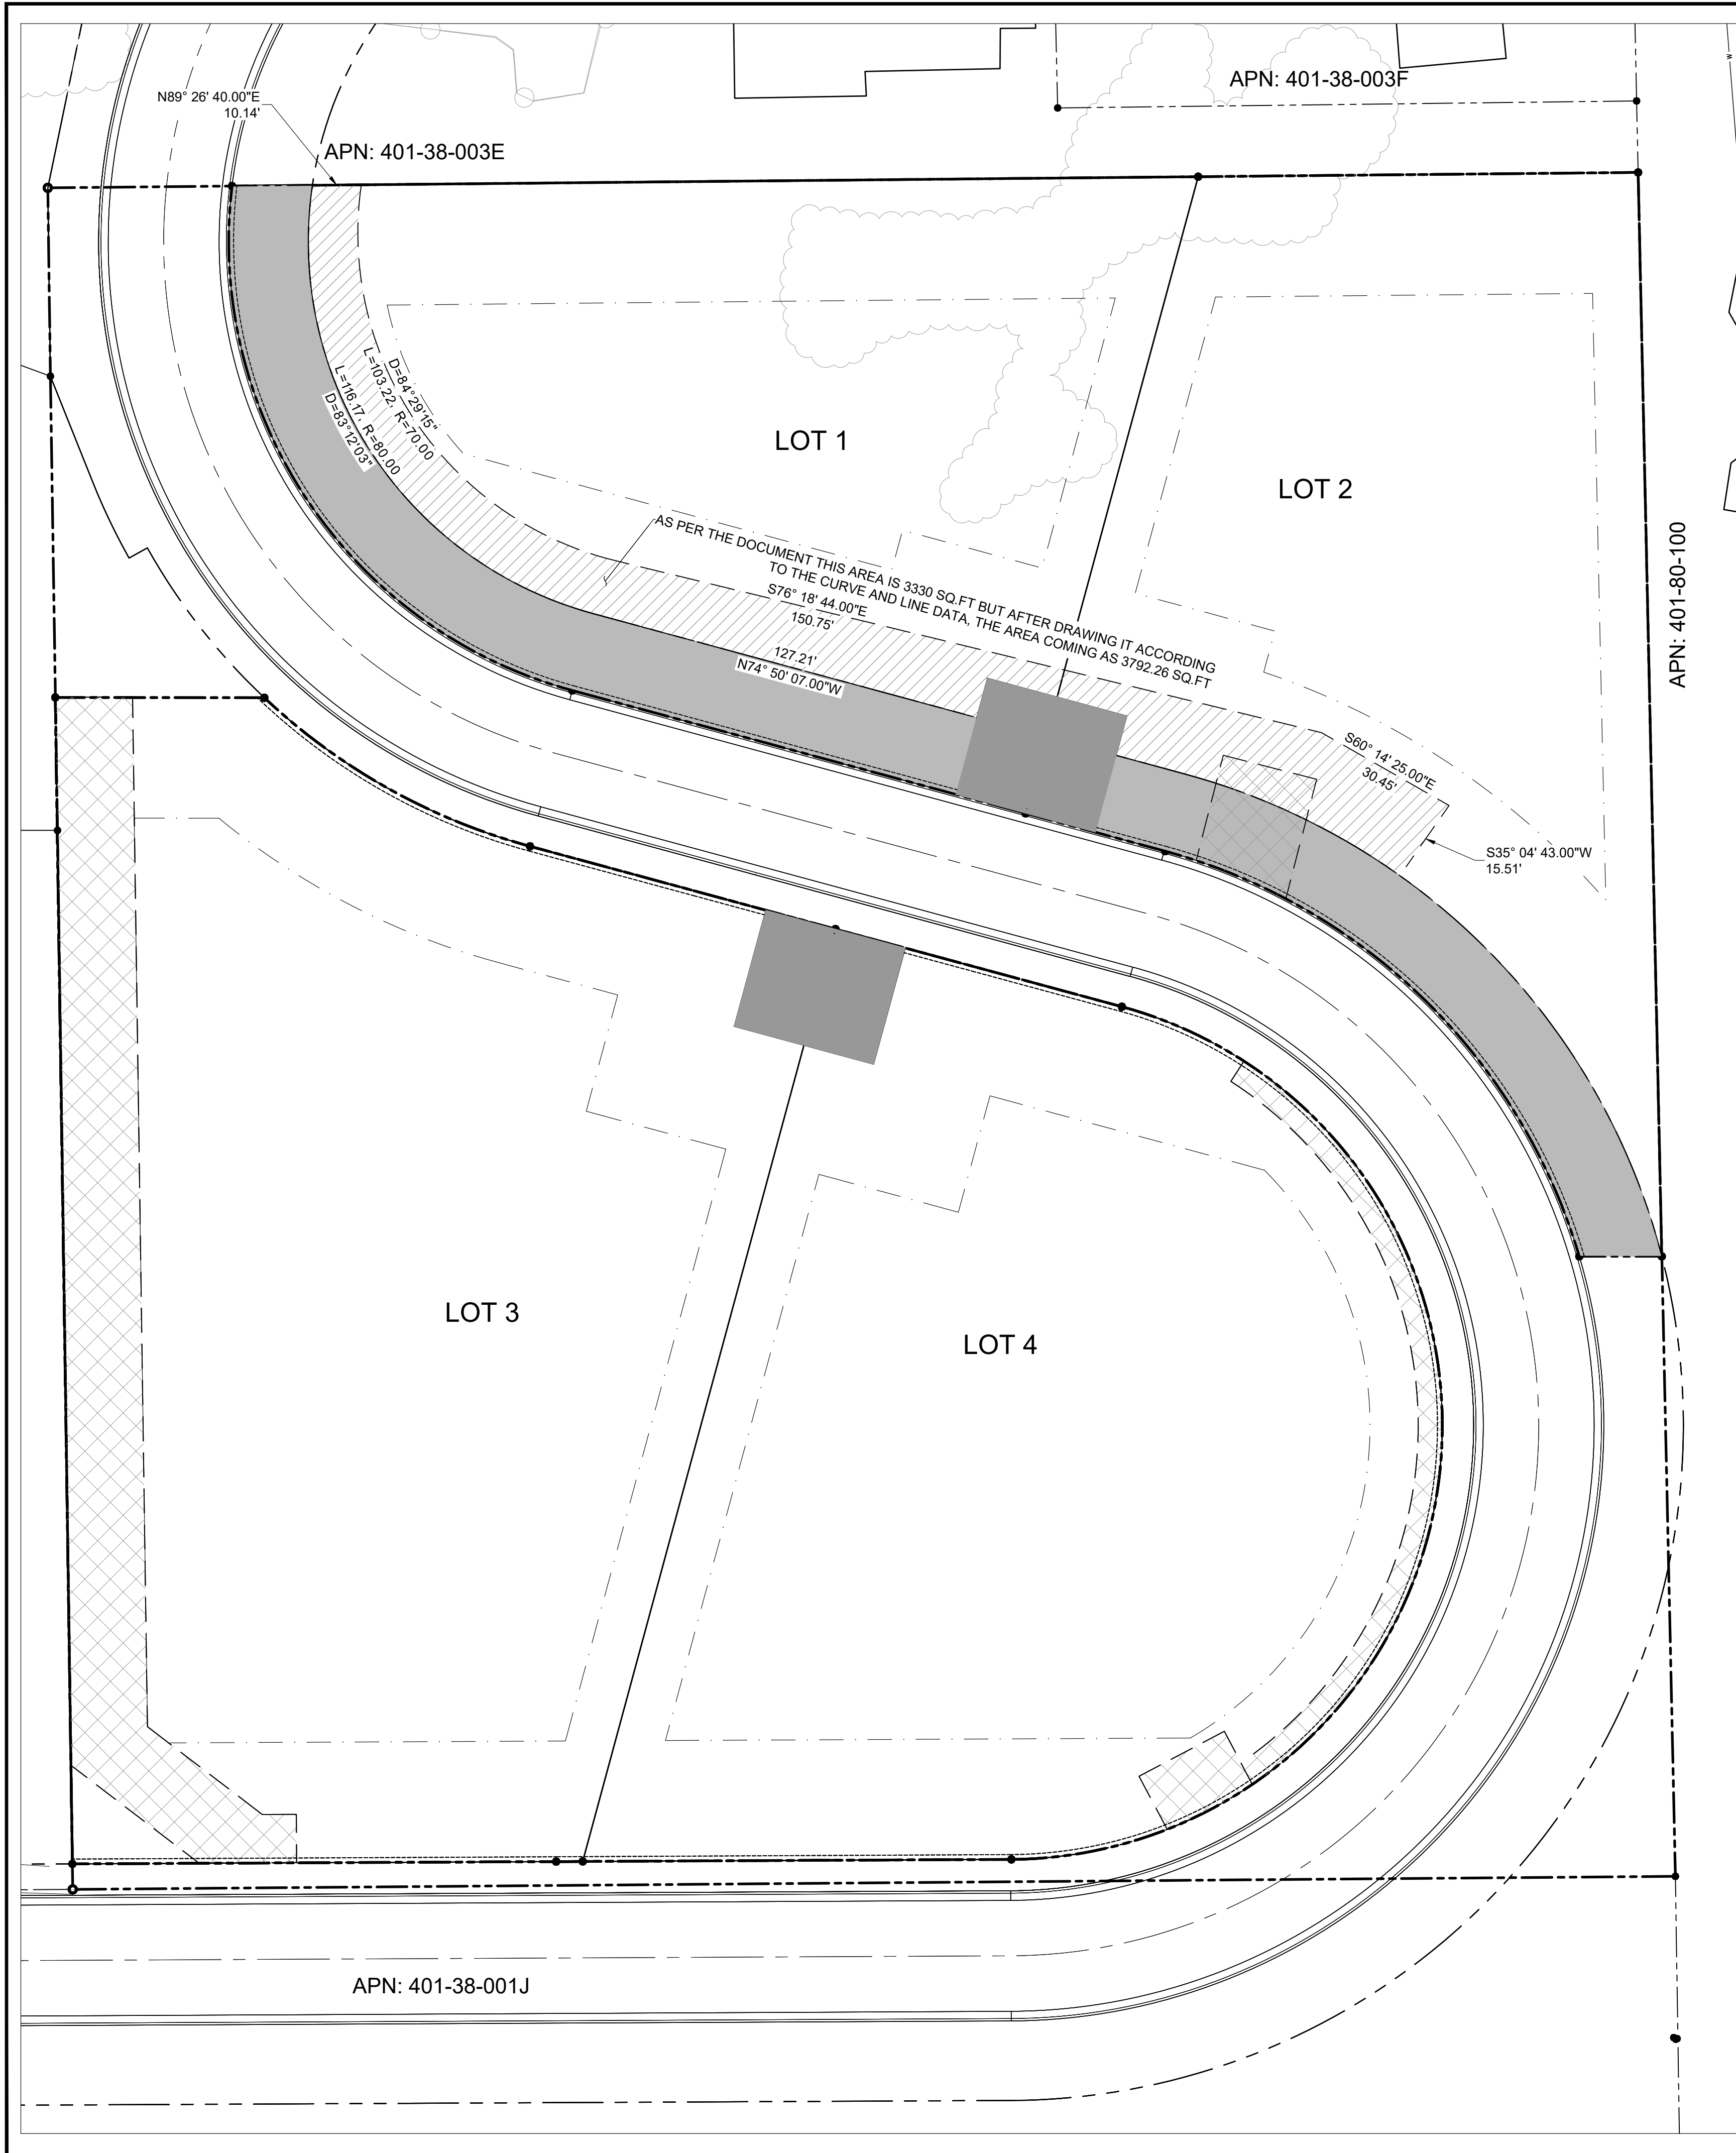 APN: 401-38-003F
W
N89° 26' 40.00"E
10.14'
APN: 401-38-003E
D=84°29'15"
L=103.22, R=70.00
L=116.17, R=80.00
D=83°12'03"
LOT 1
LOT 2
AS PER THE DOCUMENT THIS AREA IS 3330 SQ.FT BUT AFTER DRAWING IT ACCORDING
TO THE CURVE AND LINE DATA, THE AREA COMING AS 3792.26 SQ.FT
APN: 401-80-100
S76° 18' 44.00"E
150.75'
127.21'
N74° 50' 07.00"W
S60° 14' 25.00"E
30.45'
S35° 04' 43.00"W
15.51'
LOT 3
LOT 4
APN: 401-38-001J